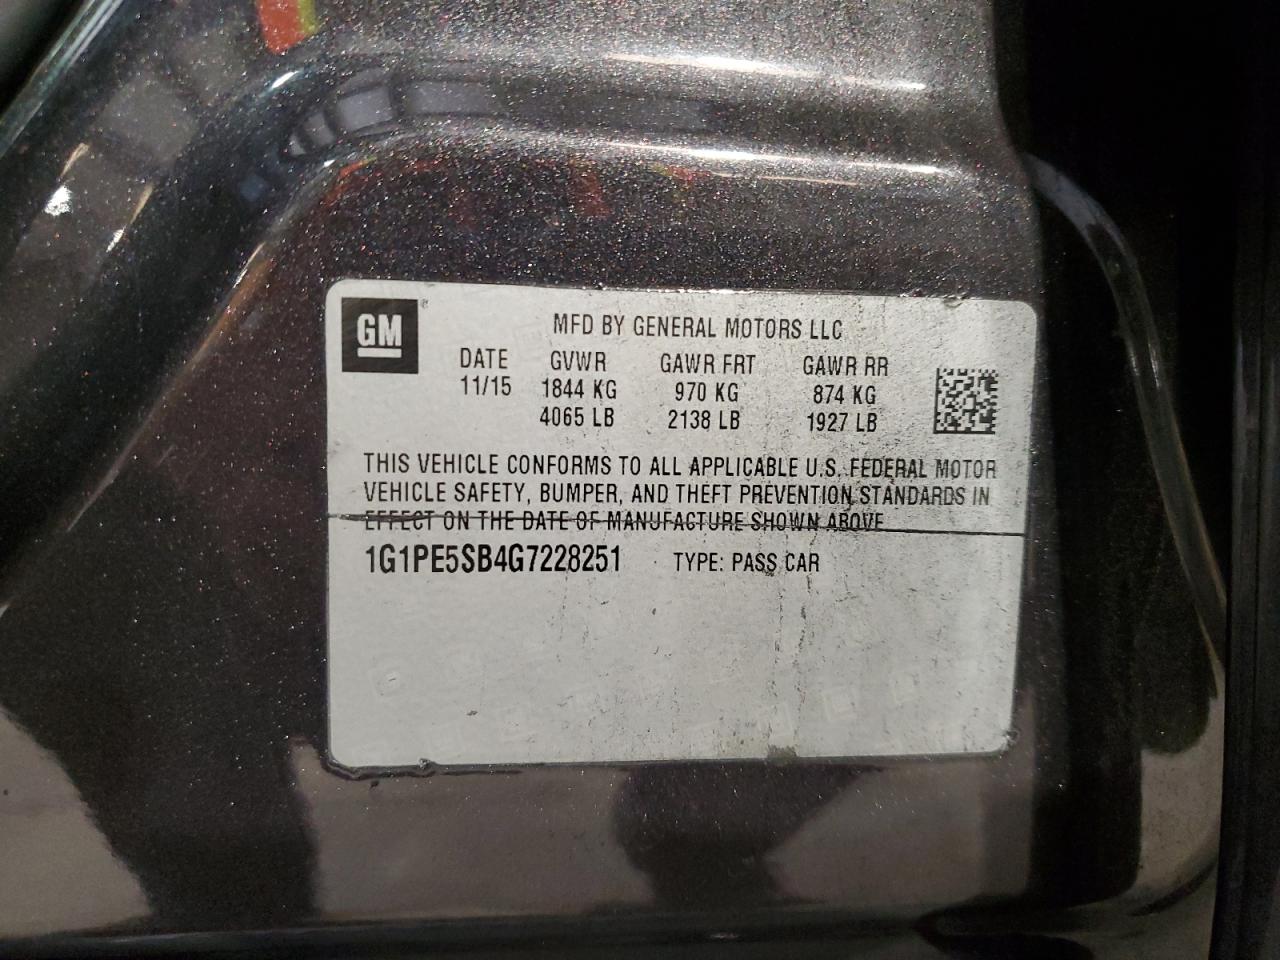 GM
MFD BY GENERAL MOTORS LLC
DATE GVWR GAWR FRT GAWR RR
11/15 1844 KG 970 KG 874 KG
4065 LB 2138 LB 1927 LB
THIS VEHICLE CONFORMS TO ALL APPLICABLE U.S. FEDERAL MOTOR
VEHICLE SAFETY, BUMPER, AND THEFT PREVENTION STANDARDS IN
EFFECT ON THE DATE OF MANUFACTURE SHOWN ABOVE
1G1PE5SB4G7228251 TYPE: PASS CAR